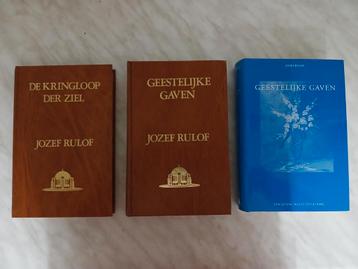 DE KRINGLOOP
DER ZIEL
JOZEF RULOF
GEESTELIJKE
GAVEN
JOZEF RULOF
GEESTELIJKE GAVEN